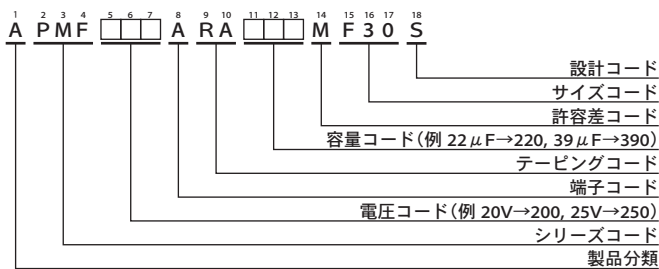 1 2 3 4 5 6 7 8 9 10 11 12 13 14 15 16 17 18
A PMF □□□ A RA □□□ M F30 S
設計コード
サイズコード
許容差コード
容量コード(例 22μF→220, 39μF→390)
テーピングコード
端子コード
電圧コード(例 20V→200, 25V→250)
シリーズコード
製品分類